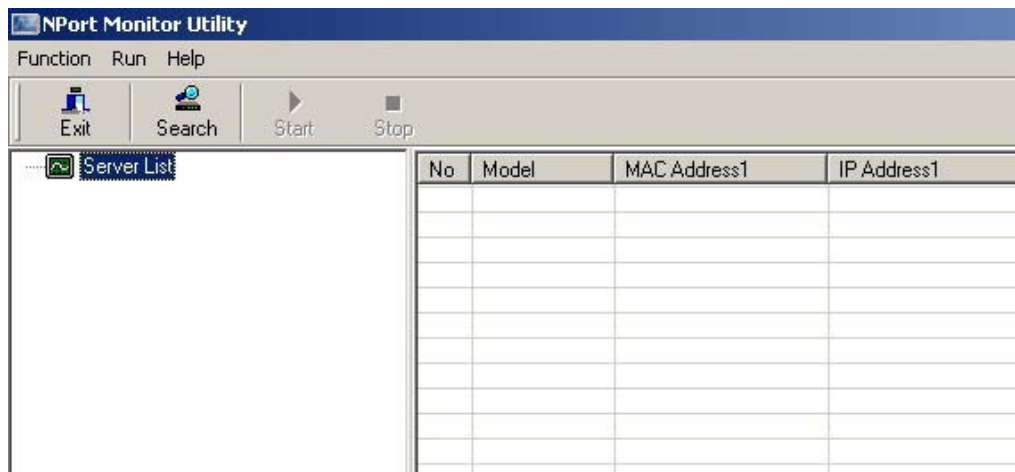 NPort Monitor Utility
Function Run Help
Exit Search Start Stop
Server List
No Model MAC Address1 IP Address1